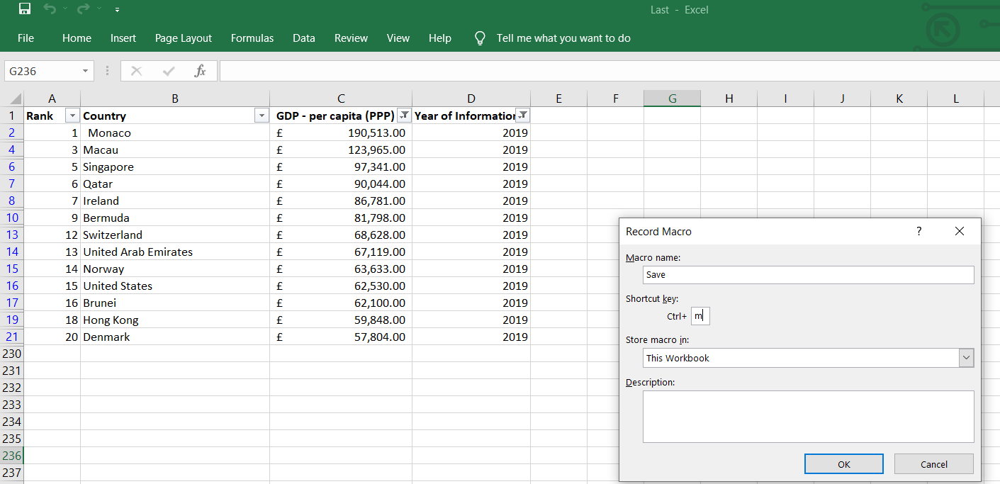 Last - Excel
File Home Insert Page Layout Formulas Data Review View Help Tell me what you want to do
G236 fx
A B C D E F G H I J K L
1 Rank Country GDP - per capita (PPP) Year of Information
2 1 Monaco £ 190,513.00 2019
4 3 Macau £ 123,965.00 2019
6 5 Singapore £ 97,341.00 2019
7 6 Qatar £ 90,044.00 2019
8 7 Ireland £ 86,781.00 2019
10 9 Bermuda £ 81,798.00 2019
13 12 Switzerland £ 68,628.00 2019
14 13 United Arab Emirates £ 67,119.00 2019
15 14 Norway £ 63,633.00 2019
16 15 United States £ 62,530.00 2019
17 16 Brunei £ 62,100.00 2019
19 18 Hong Kong £ 59,848.00 2019
21 20 Denmark £ 57,804.00 2019
230
231
232
233
234
235
236
237
Record Macro ?
Macro name:
Save
Shortcut key:
Ctrl+ m
Store macro in:
This Workbook
Description:
OK Cancel